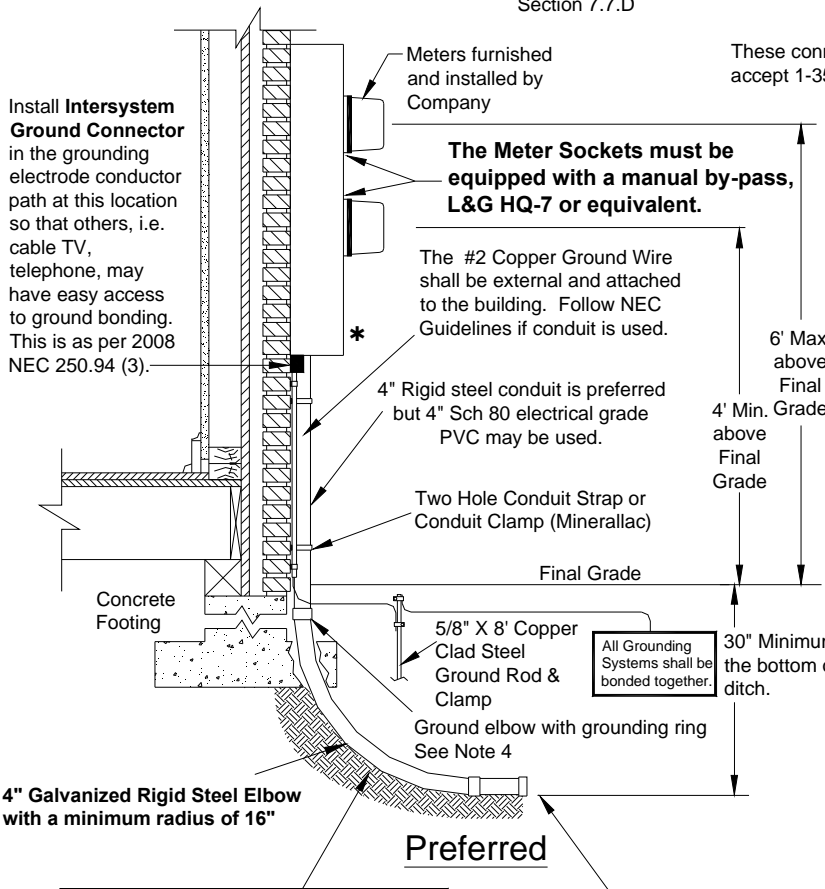 Section 7.7.D
Meters furnished
and installed by
Company
These
accept
Install Intersystem
Ground Connector
in the grounding
electrode conductor
path at this location
so that others, i.e.
cable TV,
telephone, may
have easy access
to ground bonding.
This is as per 2008
NEC 250.94 (3).
The Meter Sockets must be
equipped with a manual by-pass,
L&G HQ-7 or equivalent.
The #2 Copper Ground Wire
shall be external and attached
to the building. Follow NEC
Guidelines if conduit is used.
*
6' Max
above
Final
Grade
4" Rigid steel conduit is preferred
but 4" Sch 80 electrical grade
PVC may be used.
4' Min.
above
Final
Grade
Two Hole Conduit Strap or
Conduit Clamp (Minerallac)
Final Grade
Concrete
Footing
5/8" X 8' Copper
Clad Steel
Ground Rod &
Clamp
All Grounding
Systems shall be
bonded together.
30" Minimum
the bottom
ditch.
Ground elbow with grounding ring
See Note 4
4" Galvanized Rigid Steel Elbow
with a minimum radius of 16"
Preferred